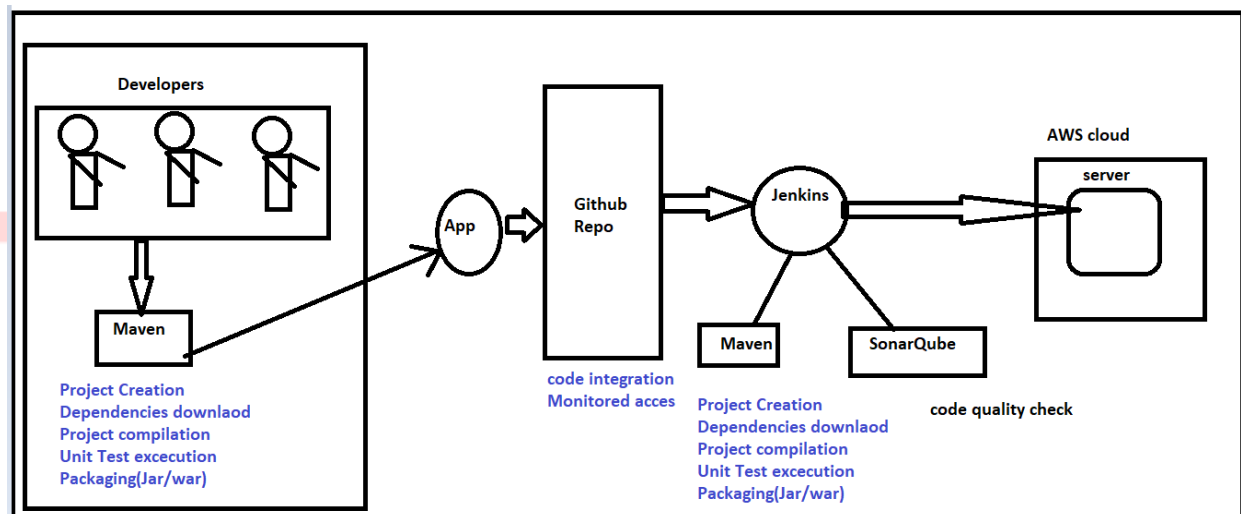 Developers
Maven
Project Creation
Dependencies downlaod
Project compilation
Unit Test excecution
Packaging(Jar/war)
App
Github
Repo
code integration
Monitored acces
Jenkins
Maven
Project Creation
Dependencies downlaod
Project compilation
Unit Test excecution
Packaging(Jar/war)
SonarQube
code quality check
AWS cloud
server